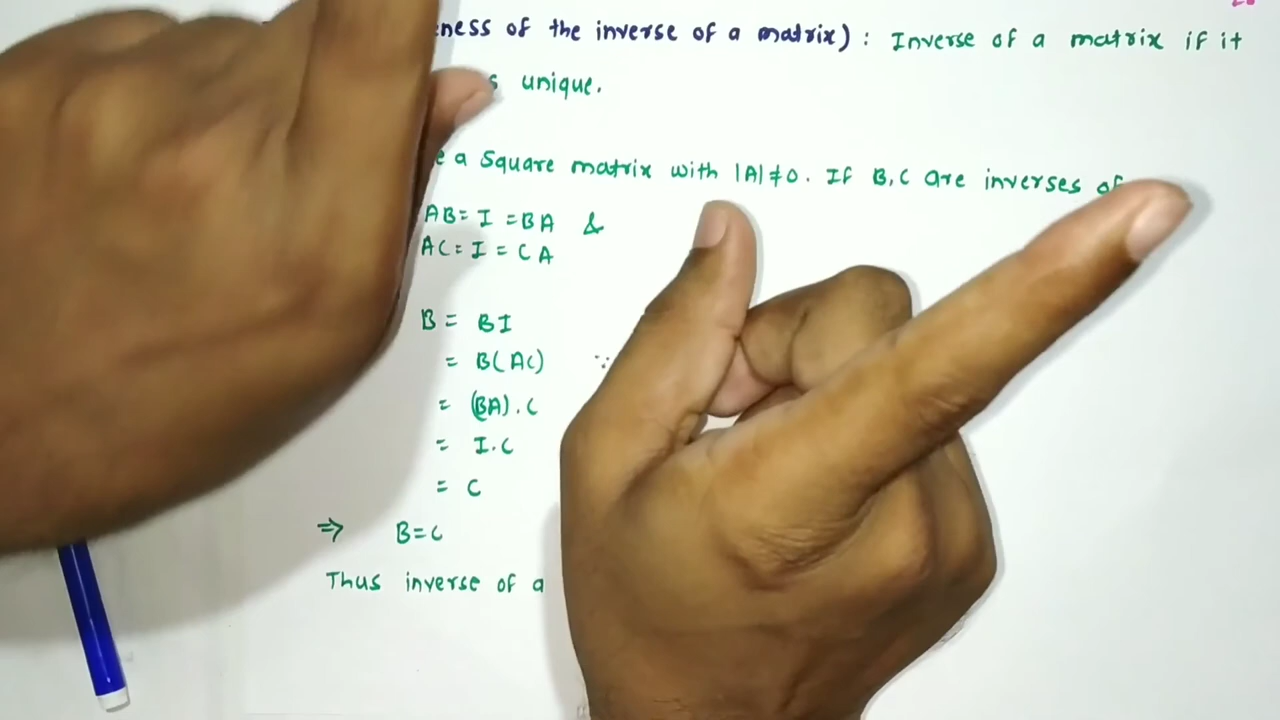 of the inverse of a matrix) : Inverse of a matrix if it
unique.
a Square matrix with |A|≠0. If B,C are inverses of
AB= I =BA &
AC= I = CA
B = BI
= B(AC) ∵
= (BA).C
= I.C
= C
⇒ B=C
Thus inverse of a